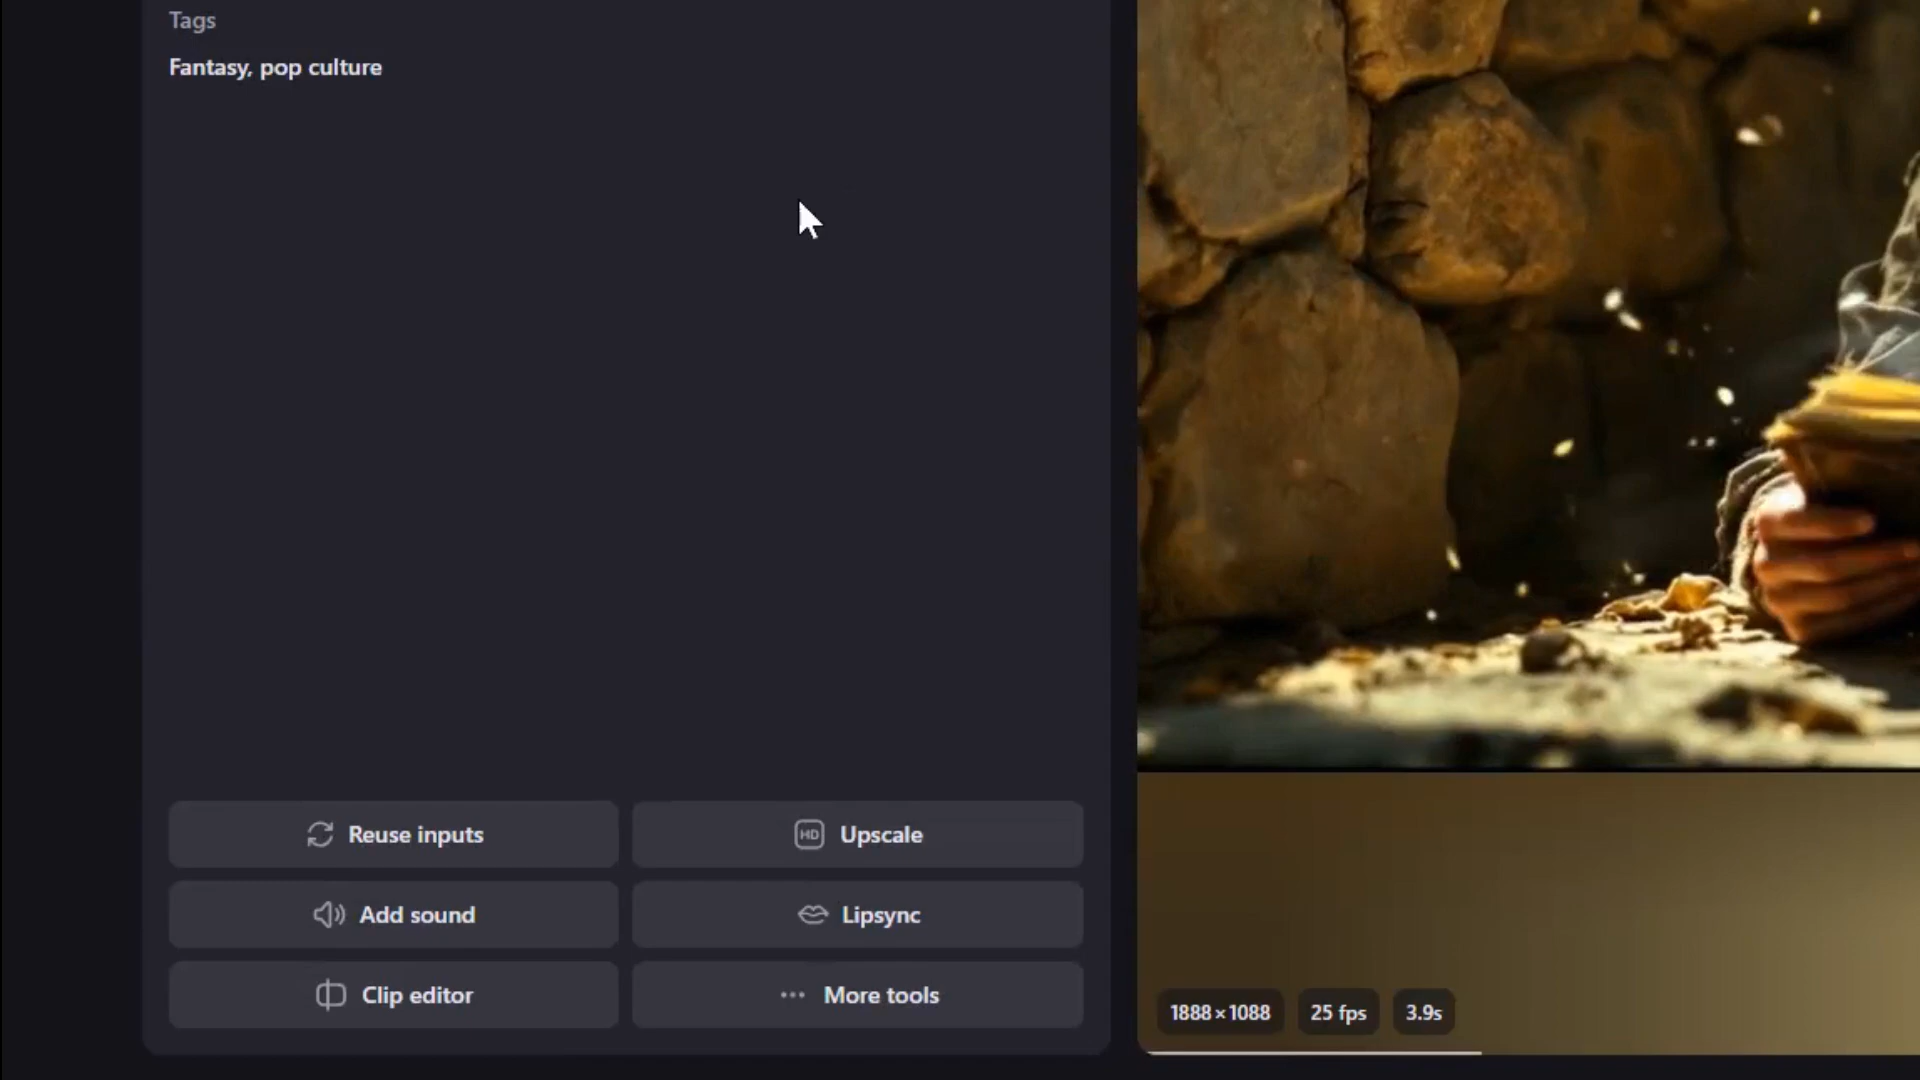 Tags
Fantasy, pop culture
Reuse inputs
HD Upscale
Add sound
Lipsync
Clip editor
More tools
1888×1088 25 fps 3.9s